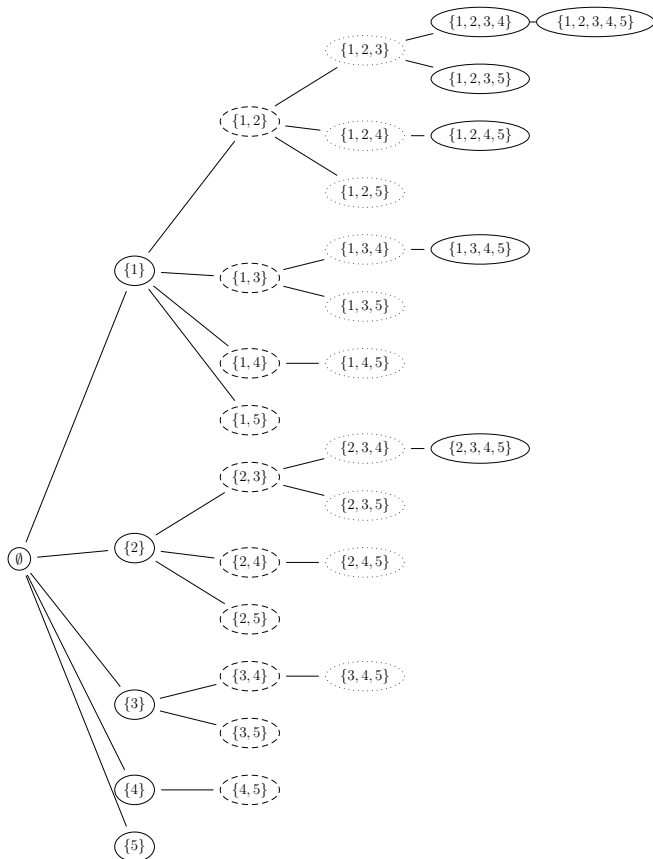 {1, 2, 3, 4} {1, 2, 3, 4, 5}
{1, 2, 3}
{1, 2, 3, 5}
{1, 2}
{1, 2, 4} {1, 2, 4, 5}
{1, 2, 5}
{1, 3, 4} {1, 3, 4, 5}
{1} {1, 3}
{1, 3, 5}
{1, 4} {1, 4, 5}
{1, 5}
{2, 3, 4} {2, 3, 4, 5}
{2, 3}
{2, 3, 5}
{2}
∅ {2, 4} {2, 4, 5}
{2, 5}
{3, 4} {3, 4, 5}
{3}
{3, 5}
{4} {4, 5}
{5}